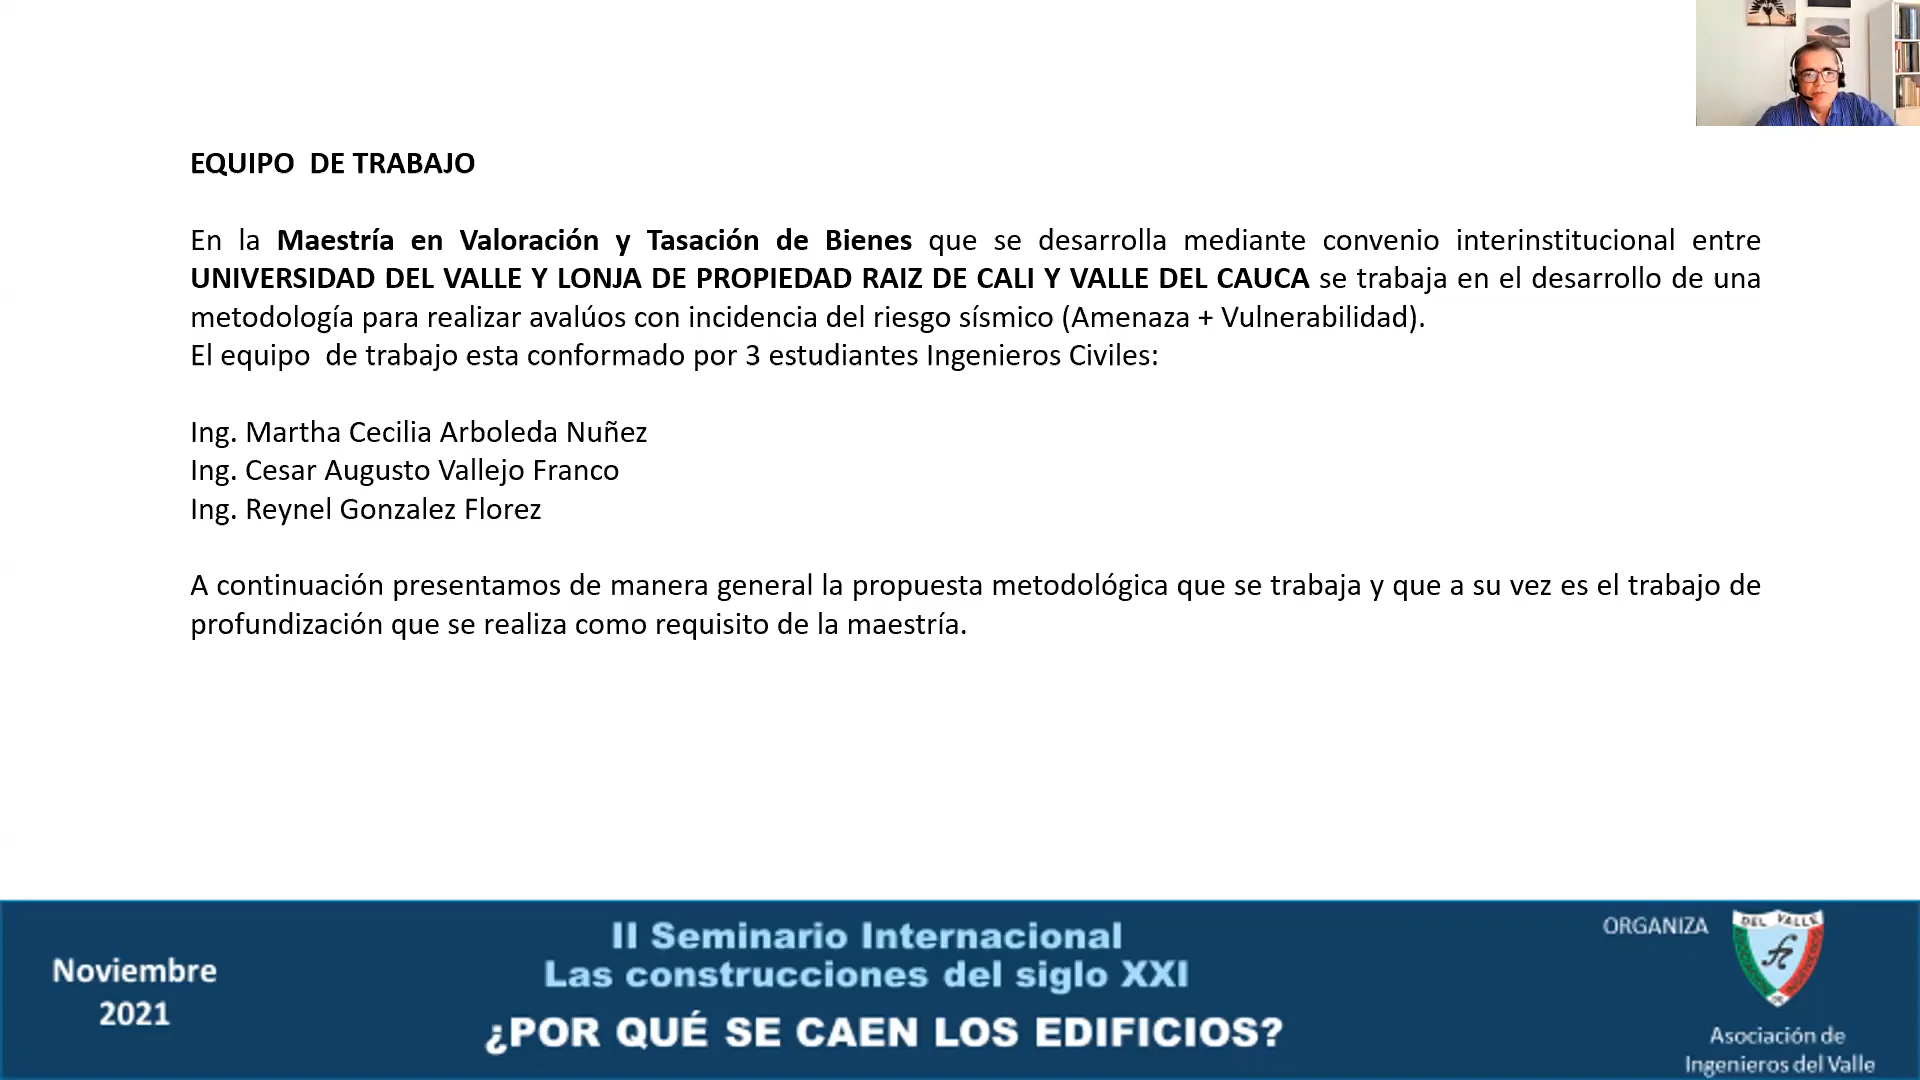 EQUIPO  DE TRABAJO
En la Maestría en Valoración y Tasación de Bienes que se desarrolla mediante convenio interinstitucional entre
UNIVERSIDAD DEL VALLE Y LONJA DE PROPIEDAD RAIZ DE CALI Y VALLE DEL CAUCA se trabaja en el desarrollo de una
metodología para realizar avalúos con incidencia del riesgo sísmico (Amenaza + Vulnerabilidad).
El equipo  de trabajo esta conformado por 3 estudiantes Ingenieros Civiles:
Ing. Martha Cecilia Arboleda Nuñez
Ing. Cesar Augusto Vallejo Franco
Ing. Reynel Gonzalez Florez
A continuación presentamos de manera general la propuesta metodológica que se trabaja y que a su vez es el trabajo de
profundización que se realiza como requisito de la maestría.
Noviembre
2021
II Seminario Internacional
Las construcciones del siglo XXI
¿POR QUÉ SE CAEN LOS EDIFICIOS?
ORGANIZA
DEL VALLE
Asociación de
Ingenieros del Valle